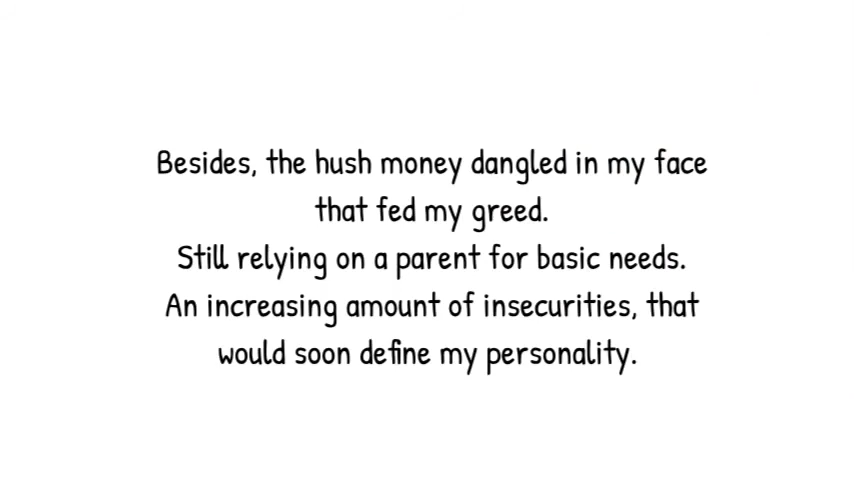 Besides, the hush money dangled in my face
that fed my greed.
Still relying on a parent for basic needs.
An increasing amount of insecurities, that
would soon define my personality.